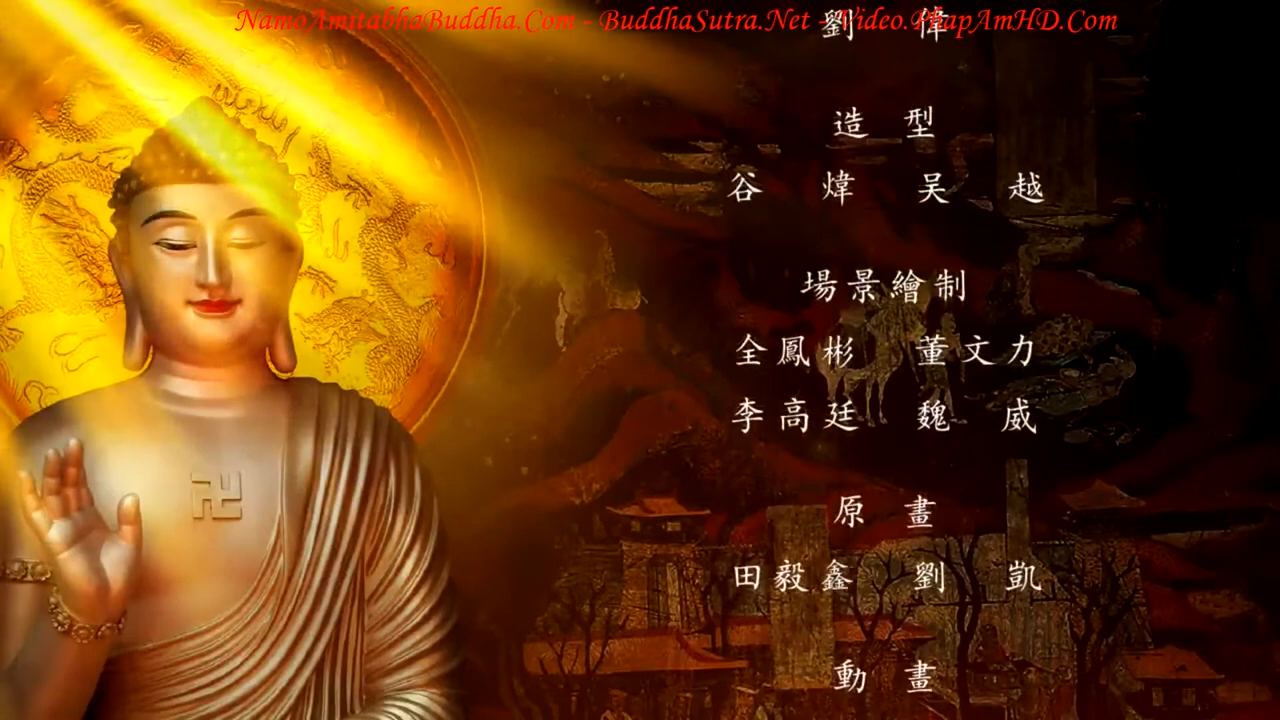 NamoAmitabhaBuddha.Com - BuddhaSutra.Net - Video.PhapAmHD.Com
劉 偉
造 型
谷 煒 吴 越
場景繪制
全鳳彬 董文力
李高廷 魏 威
原 畫
田毅鑫 劉 凱
動 畫
卍